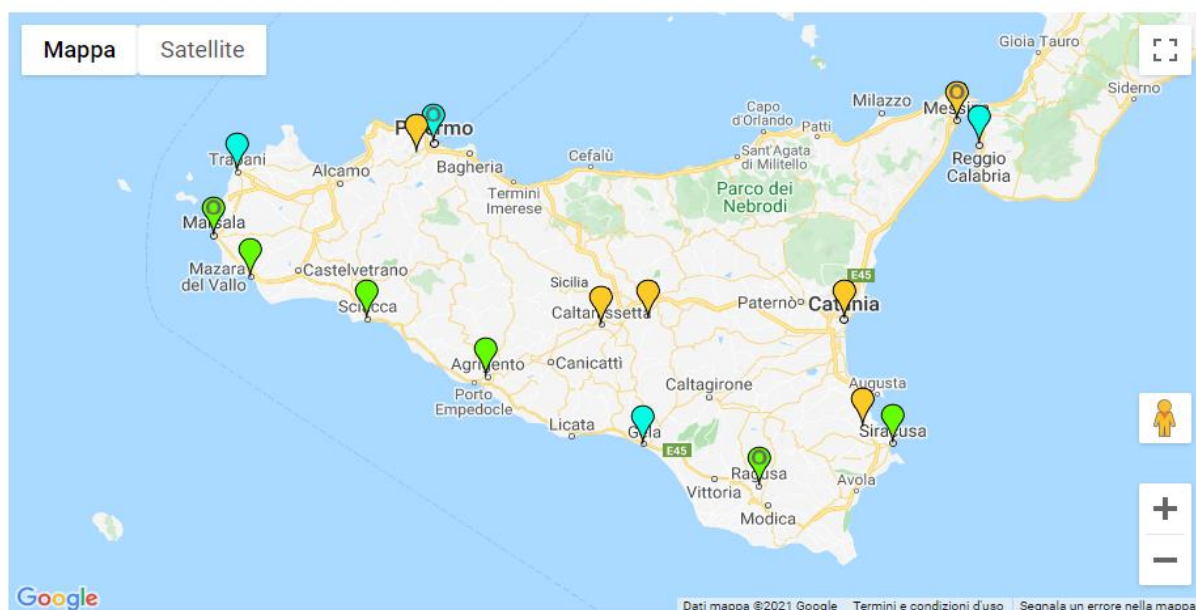 Mappa
Satellite
Gioia Tauro
Siderno
Milazzo
Messina
Capo
d'Orlando
Patti
Sant'Agata
di Militello
Reggio
Calabria
Palermo
Bagheria
Cefalù
Termini
Imerese
Trapani
Alcamo
Parco dei
Nebrodi
Marsala
Mazara
del Vallo
Castelvetrano
Sciacca
Sicilia
Caltanissetta
Paternò
Catania
E45
Agrigento
Canicattì
Porto
Empedocle
Caltagirone
Augusta
Siracusa
Licata
Gela
E45
Ragusa
Vittoria
Avola
Modica
Google
Dati mappa ©2021 Google
Termini e condizioni d'uso
Segnala un errore nella mappa